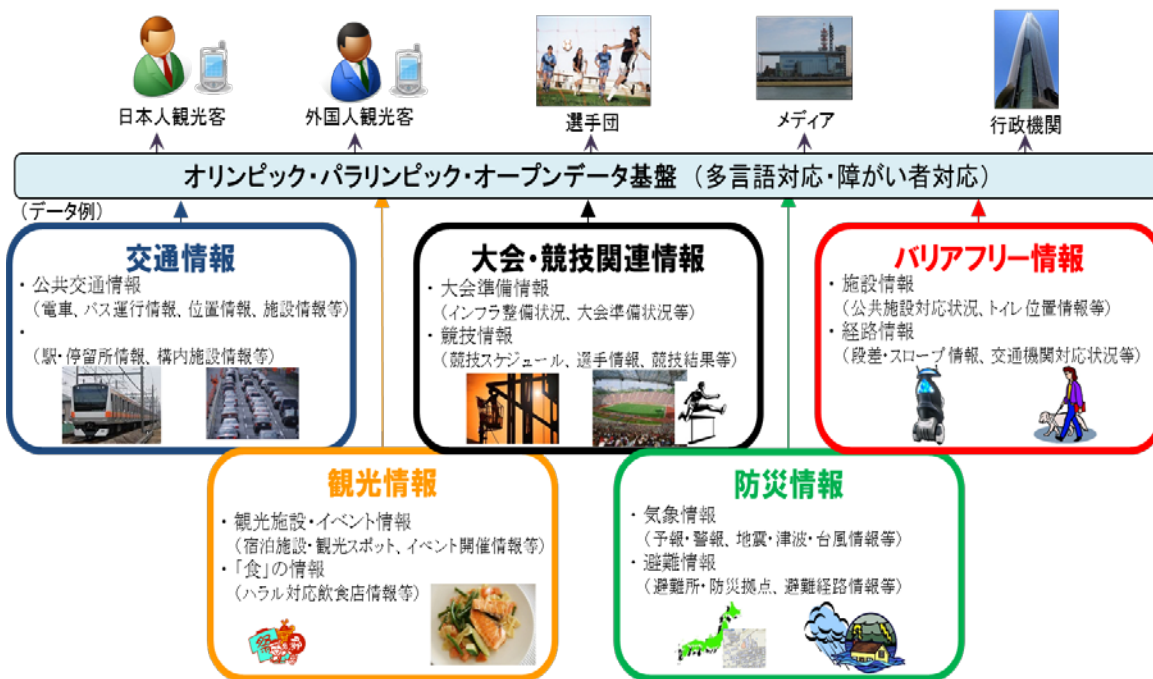 日本人観光客
外国人観光客
選手団
メディア
行政機関
オリンピック・パラリンピック・オープンデータ基盤（多言語対応・障がい者対応）
（データ例）
交通情報
・公共交通情報
（電車、バス運行情報、位置情報、施設情報等）
・
（駅・停留所情報、構内施設情報等）
大会・競技関連情報
・大会準備情報
（インフラ整備状況、大会準備状況等）
・競技情報
（競技スケジュール、選手情報、競技結果等）
バリアフリー情報
・施設情報
（公共施設対応状況、トイレ位置情報等）
・経路情報
（段差・スロープ情報、交通機関対応状況等）
観光情報
・観光施設・イベント情報
（宿泊施設・観光スポット、イベント開催情報等）
・「食」の情報
（ハラル対応飲食店情報等）
祭
防災情報
・気象情報
（予報・警報、地震・津波・台風情報等）
・避難情報
（避難所・防災拠点、避難経路情報等）